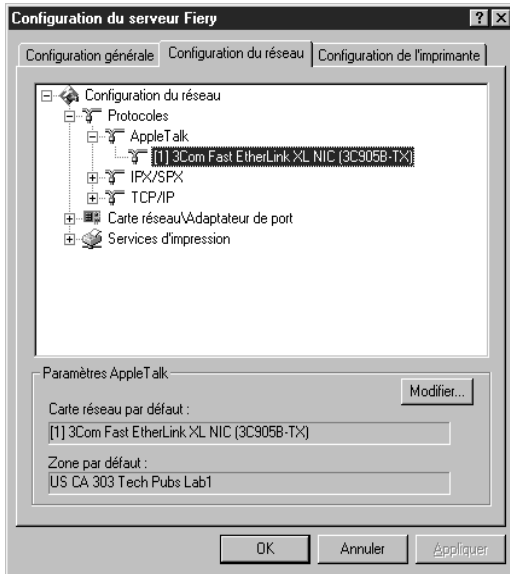 Configuration du serveur Fiery
Configuration générale
Configuration du réseau
Configuration de l'imprimante
Configuration du réseau
Protocoles
AppleTalk
[1] 3Com Fast EtherLink XL NIC (3C905B-TX)
IPX/SPX
TCP/IP
Carte réseau\Adaptateur de port
Services d'impression
Paramètres AppleTalk
Modifier...
Carte réseau par défaut :
[1] 3Com Fast EtherLink XL NIC (3C905B-TX)
Zone par défaut :
US CA 303 Tech Pubs Lab1
OK
Annuler
Appliquer